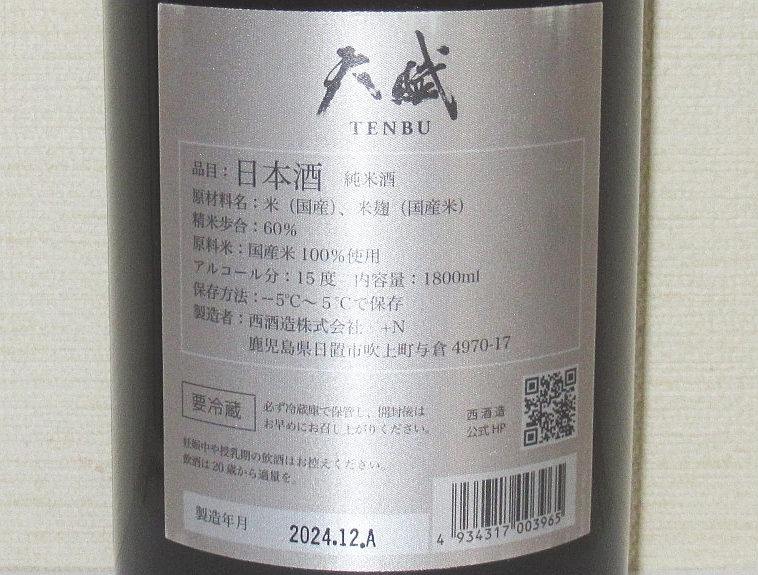 天賦
TENBU
品目：日本酒　純米酒
原材料名：米（国産）、米麹（国産米）
精米歩合：60%
原料米：国産米100%使用
アルコール分：15度　内容量：1800ml
保存方法：−5℃〜5℃で保存
製造者：西酒造株式会社　+N
鹿児島県日置市吹上町与倉4970-17
要冷蔵
必ず冷蔵庫で保管し、開封後は
お早めにお召し上がりください。
西酒造
公式HP
妊娠中や授乳期の飲酒はお控えください。
飲酒は20歳から適量を。
製造年月
2024.12.A
4 934317 003965